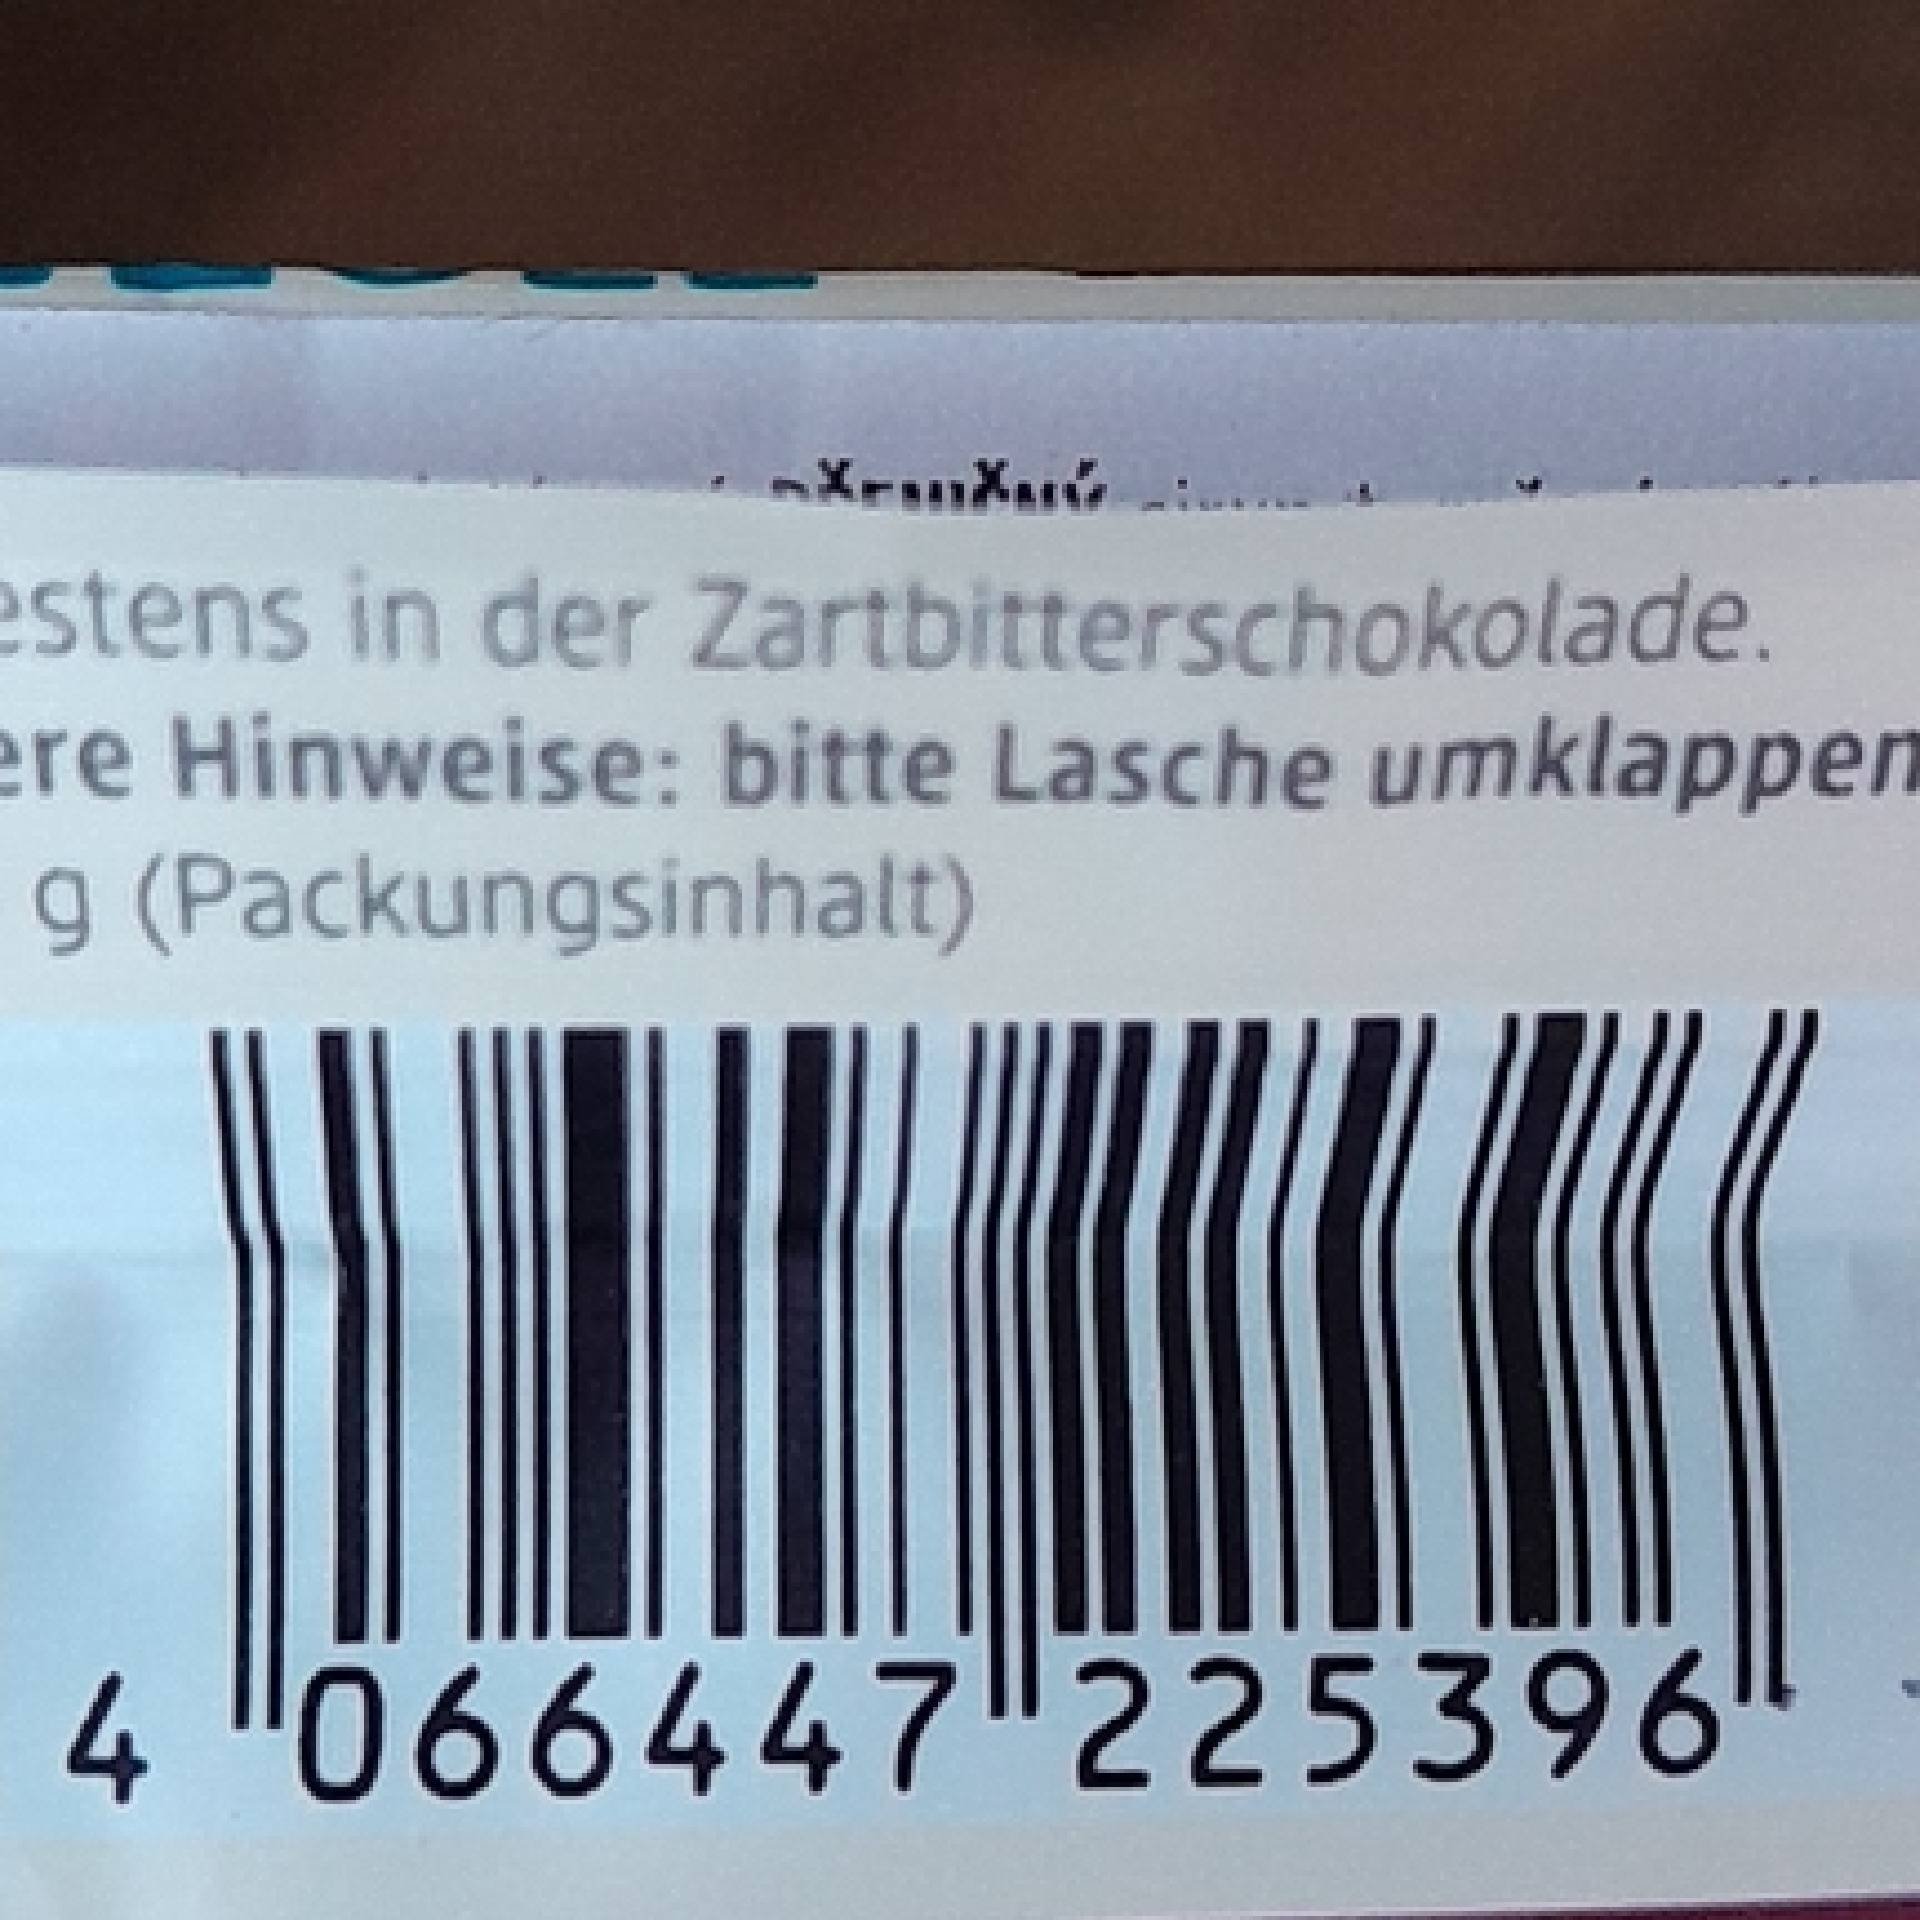 estens in der Zartbitterschokolade.
ere Hinweise: bitte Lasche umklappen
g (Packungsinhalt)
4 066447 225396